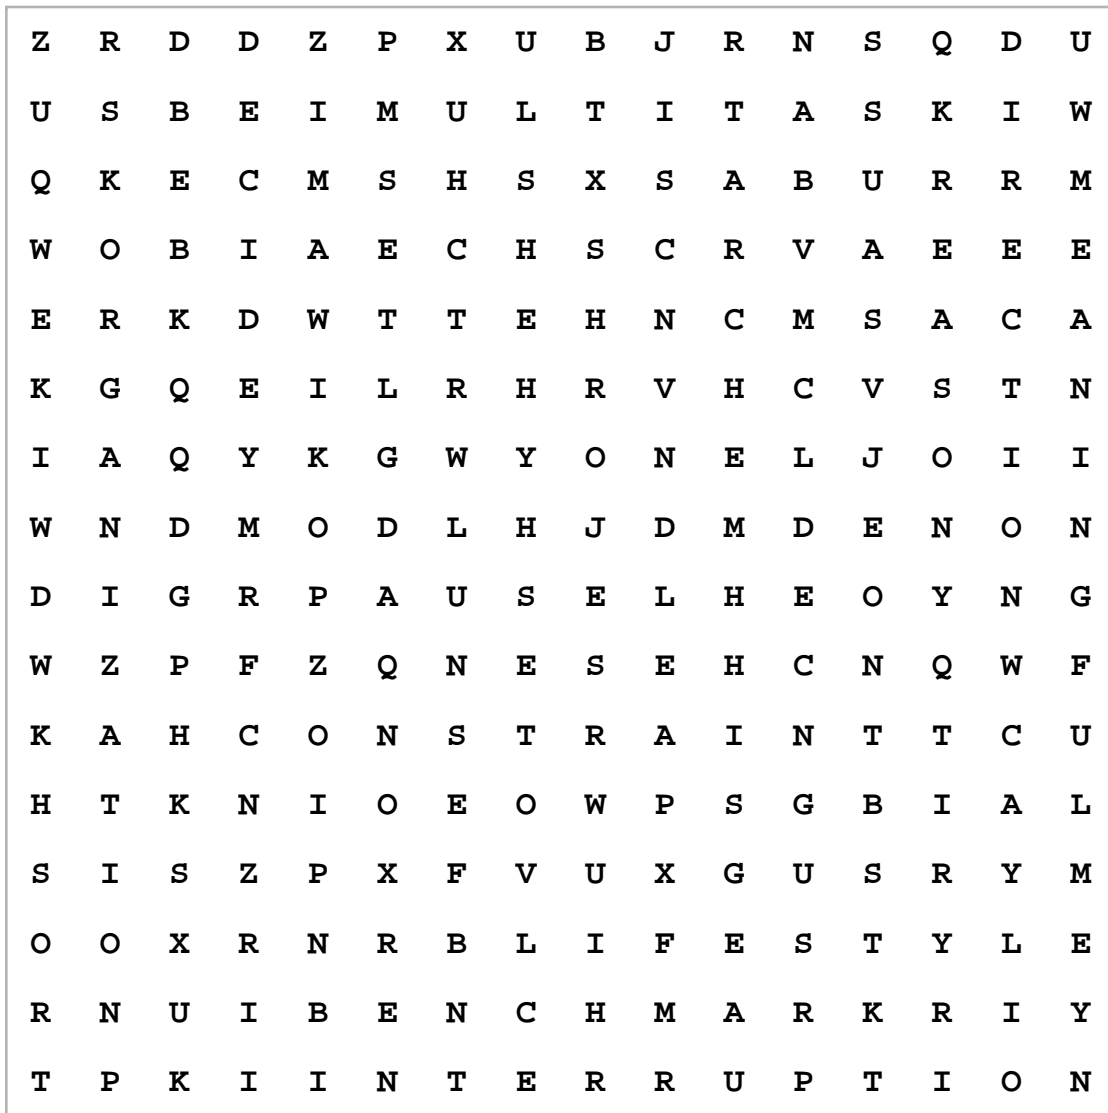 Z R D D Z P X U B J R N S Q D U
U S B E I M U L T I T A S K I W
Q K E C M S H S X S A B U R R M
W O B I A E C H S C R V A E E E
E R K D W T T E H N C M S A C A
K G Q E I L R H R V H C V S T N
I A Q Y K G W Y O N E L J O I I
W N D M O D L H J D M D E N O N
D I G R P A U S E L H E O Y N G
W Z P F Z Q N E S E H C N Q W F
K A H C O N S T R A I N T T C U
H T K N I O E O W P S G B I A L
S I S Z P X F V U X G U S R Y M
O O X R N R B L I F E S T Y L E
R N U I B E N C H M A R K R I Y
T P K I I N T E R R U P T I O N